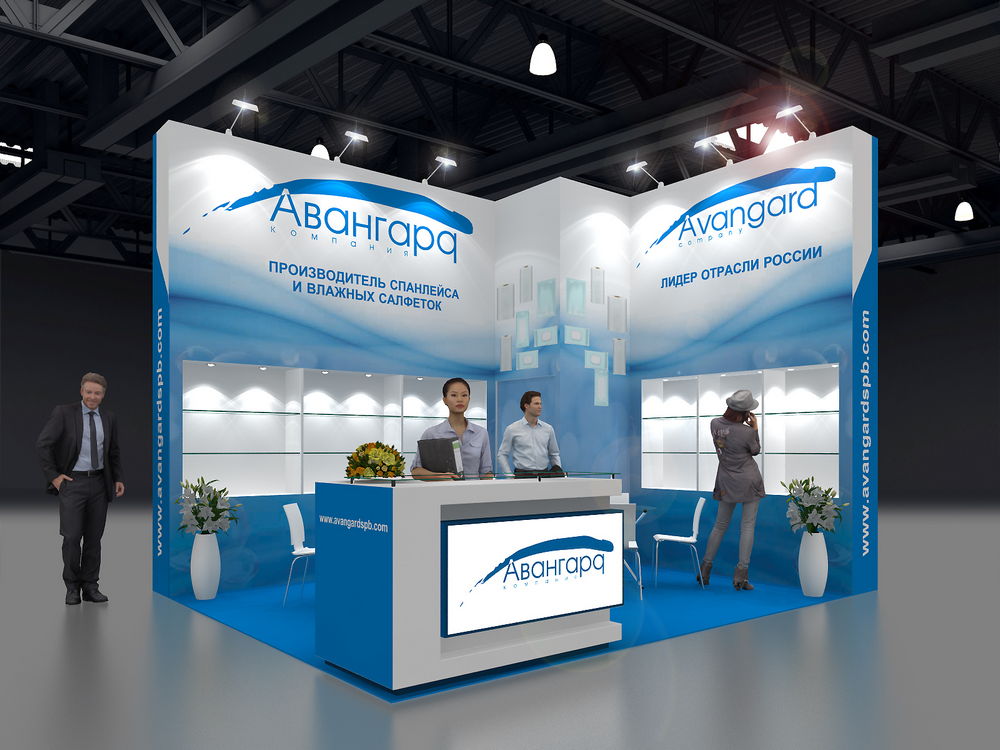 Авангард
компания
ПРОИЗВОДИТЕЛЬ СПАНЛЕЙСА
И ВЛАЖНЫХ САЛФЕТОК
Avangard
company
ЛИДЕР ОТРАСЛИ РОССИИ
www.avangardspb.com
www.avangardspb.com
www.avangardspb.com
Авангард
компания